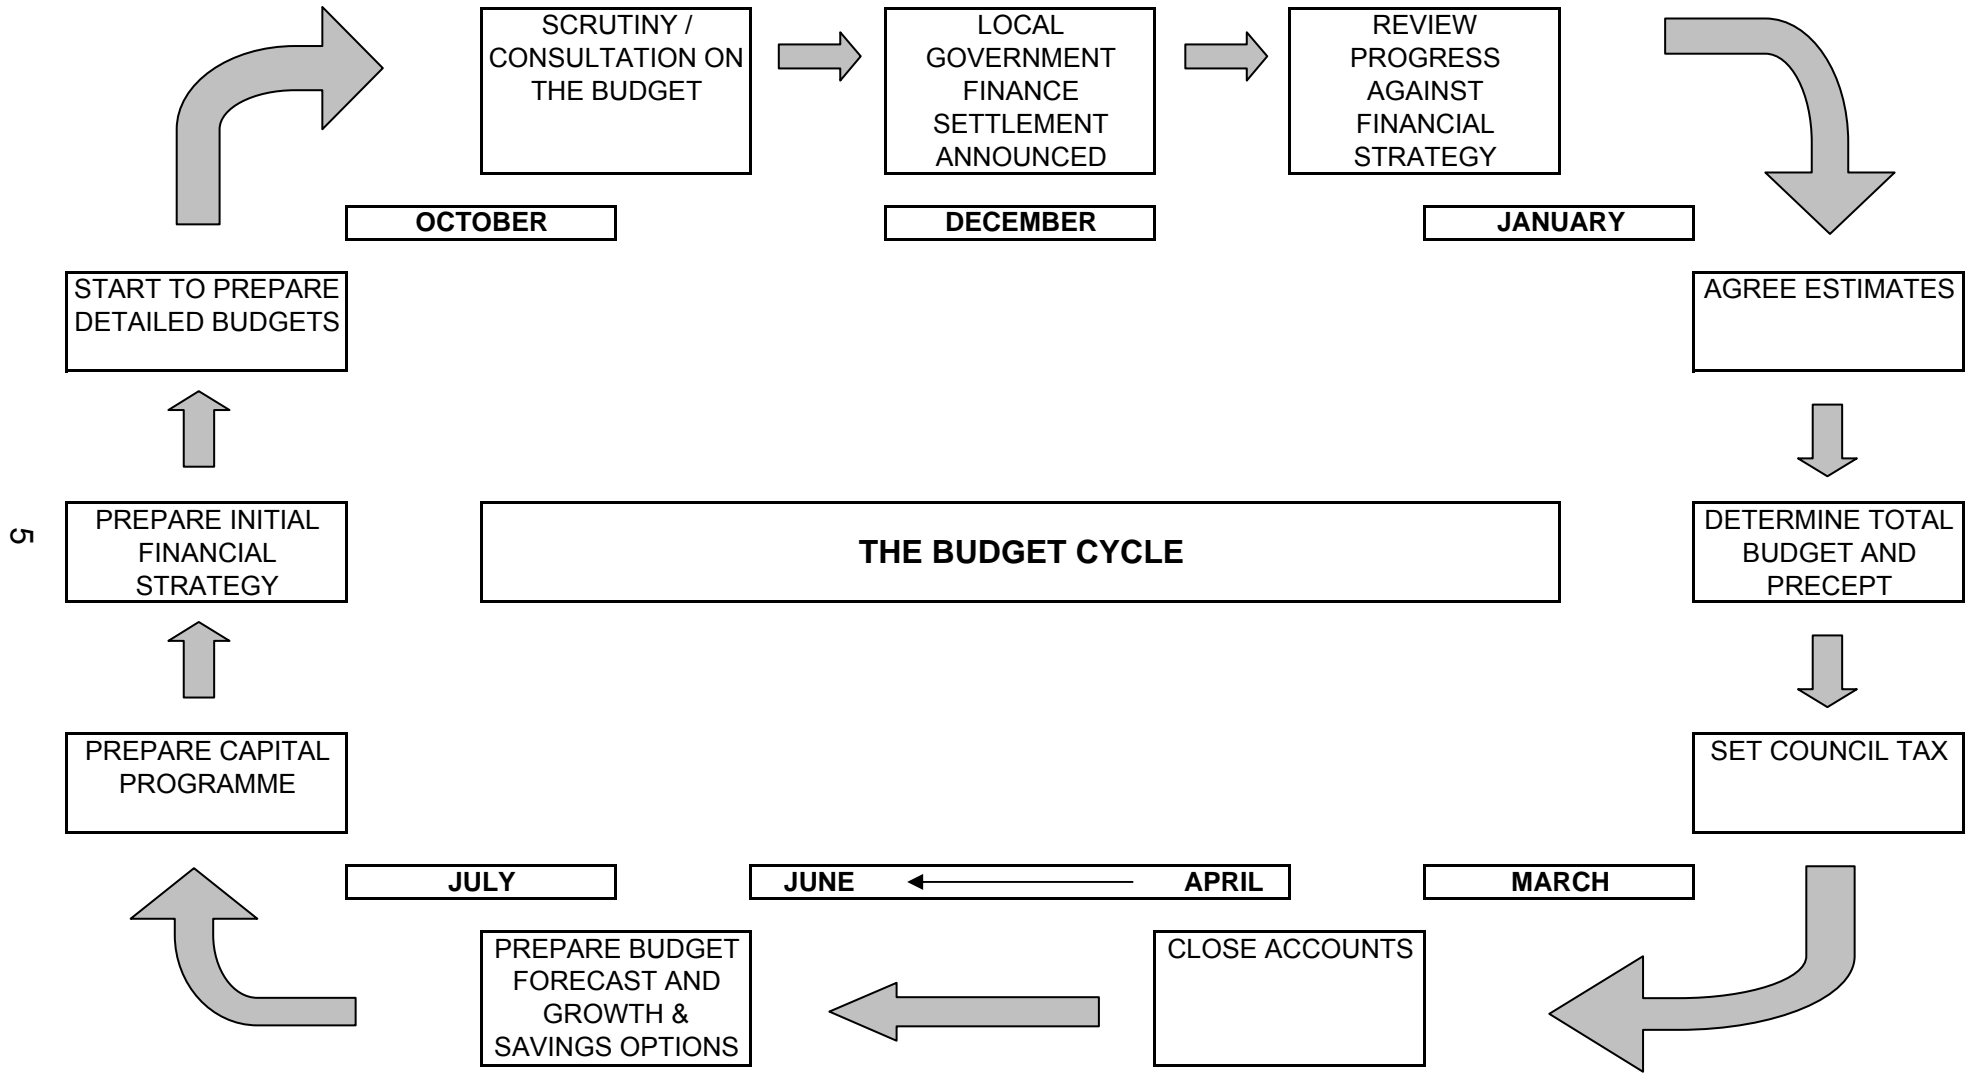 SCRUTINY /
CONSULTATION ON
THE BUDGET
LOCAL
GOVERNMENT
FINANCE
SETTLEMENT
ANNOUNCED
REVIEW
PROGRESS
AGAINST
FINANCIAL
STRATEGY
OCTOBER
DECEMBER
JANUARY
START TO PREPARE
DETAILED BUDGETS
AGREE ESTIMATES
5
PREPARE INITIAL
FINANCIAL
STRATEGY
THE BUDGET CYCLE
DETERMINE TOTAL
BUDGET AND
PRECEPT
PREPARE CAPITAL
PROGRAMME
SET COUNCIL TAX
JULY
JUNE
APRIL
MARCH
PREPARE BUDGET
FORECAST AND
GROWTH &
SAVINGS OPTIONS
CLOSE ACCOUNTS